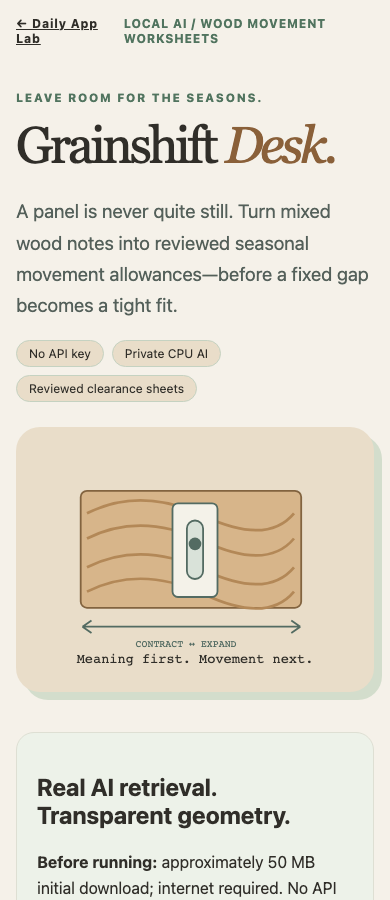 ← Daily App Lab
LOCAL AI / WOOD MOVEMENT WORKSHEETS
LEAVE ROOM FOR THE SEASONS.
Grainshift Desk.
A panel is never quite still. Turn mixed
wood notes into reviewed seasonal
movement allowances—before a fixed gap
becomes a tight fit.
No API key
Private CPU AI
Reviewed clearance sheets
CONTRACT ↔ EXPAND
Meaning first. Movement next.
Real AI retrieval.
Transparent geometry.
Before running: approximately 50 MB
initial download; internet required. No API